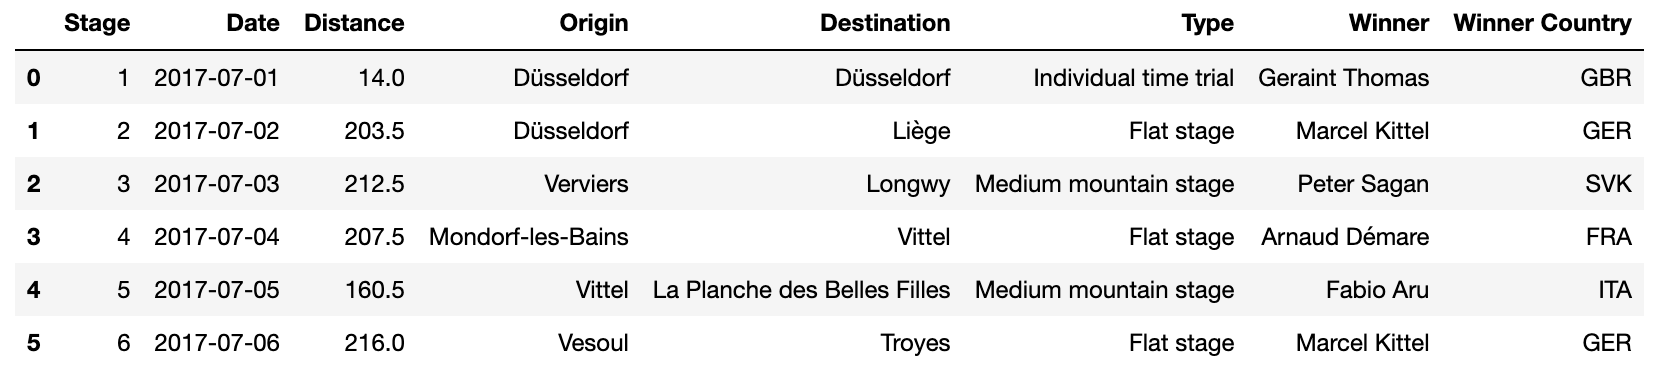 Stage Date Distance Origin Destination Type Winner Winner Country
0 1 2017-07-01 14.0 Düsseldorf Düsseldorf Individual time trial Geraint Thomas GBR
1 2 2017-07-02 203.5 Düsseldorf Liège Flat stage Marcel Kittel GER
2 3 2017-07-03 212.5 Verviers Longwy Medium mountain stage Peter Sagan SVK
3 4 2017-07-04 207.5 Mondorf-les-Bains Vittel Flat stage Arnaud Démare FRA
4 5 2017-07-05 160.5 Vittel La Planche des Belles Filles Medium mountain stage Fabio Aru ITA
5 6 2017-07-06 216.0 Vesoul Troyes Flat stage Marcel Kittel GER